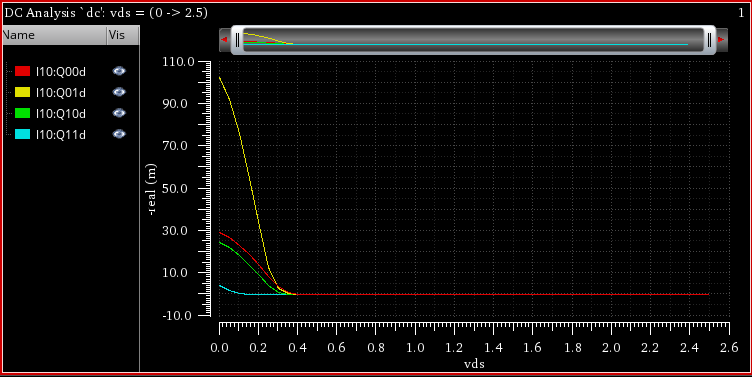 DC Analysis `dc': vds = (0 -> 2.5)
1
Name Vis
I10:Q00d
I10:Q01d
I10:Q10d
I10:Q11d
-real (m)
110.0
90.0
70.0
50.0
30.0
10.0
-10.0
0.0 0.2 0.4 0.6 0.8 1.0 1.2 1.4 1.6 1.8 2.0 2.2 2.4 2.6
vds